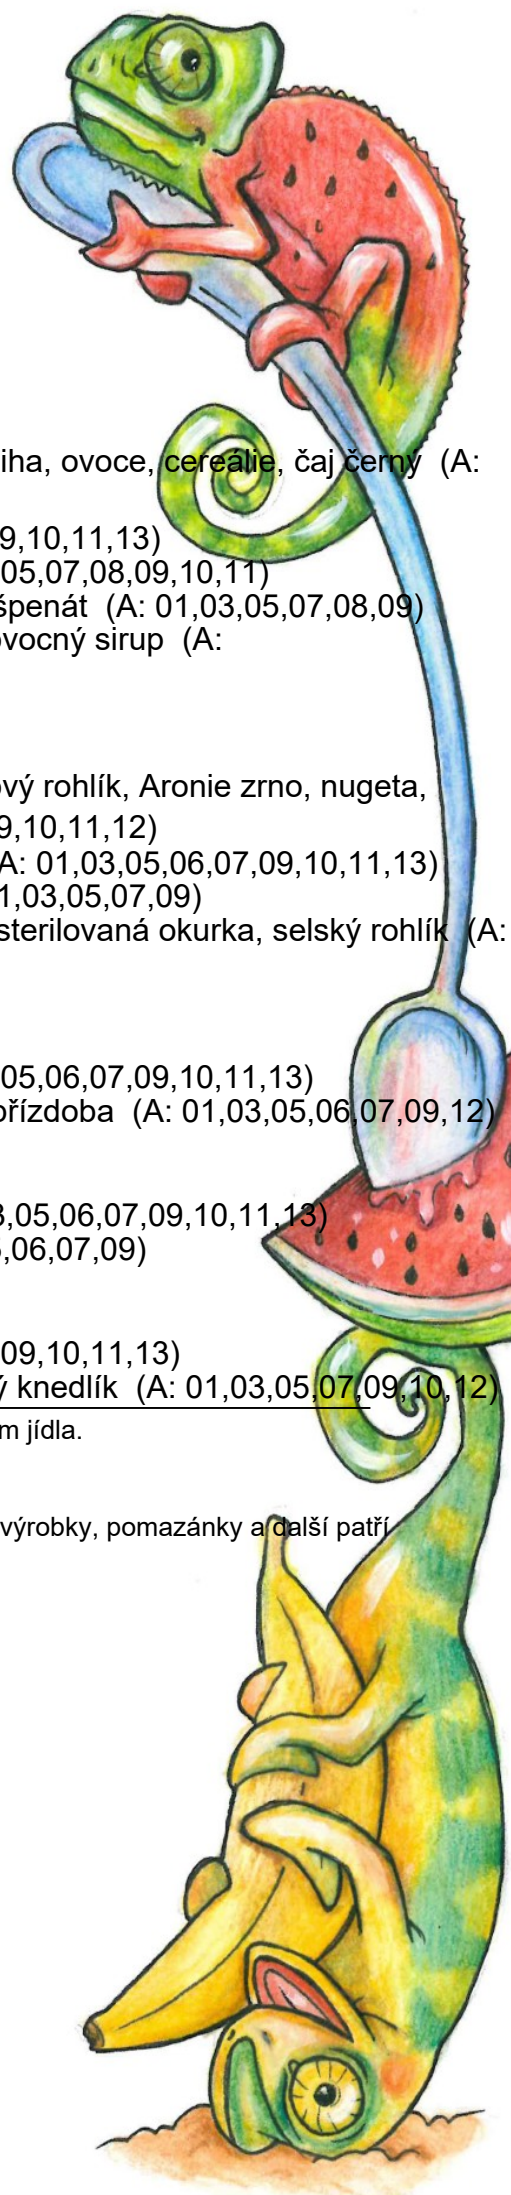 iha, ovoce, cereálie, čaj černý (A:
9,10,11,13)
05,07,08,09,10,11)
špenát (A: 01,03,05,07,08,09)
ovocný sirup (A:
ový rohlík, Aronie zrno, nugeta,
9,10,11,12)
A: 01,03,05,06,07,09,10,11,13)
1,03,05,07,09)
sterilovaná okurka, selský rohlík (A:
05,06,07,09,10,11,13)
přízdoba (A: 01,03,05,06,07,09,12)
3,05,06,07,09,10,11,13)
5,06,07,09)
09,10,11,13)
ý knedlík (A: 01,03,05,07,09,10,12)
m jídla.
výrobky, pomazánky a další patří